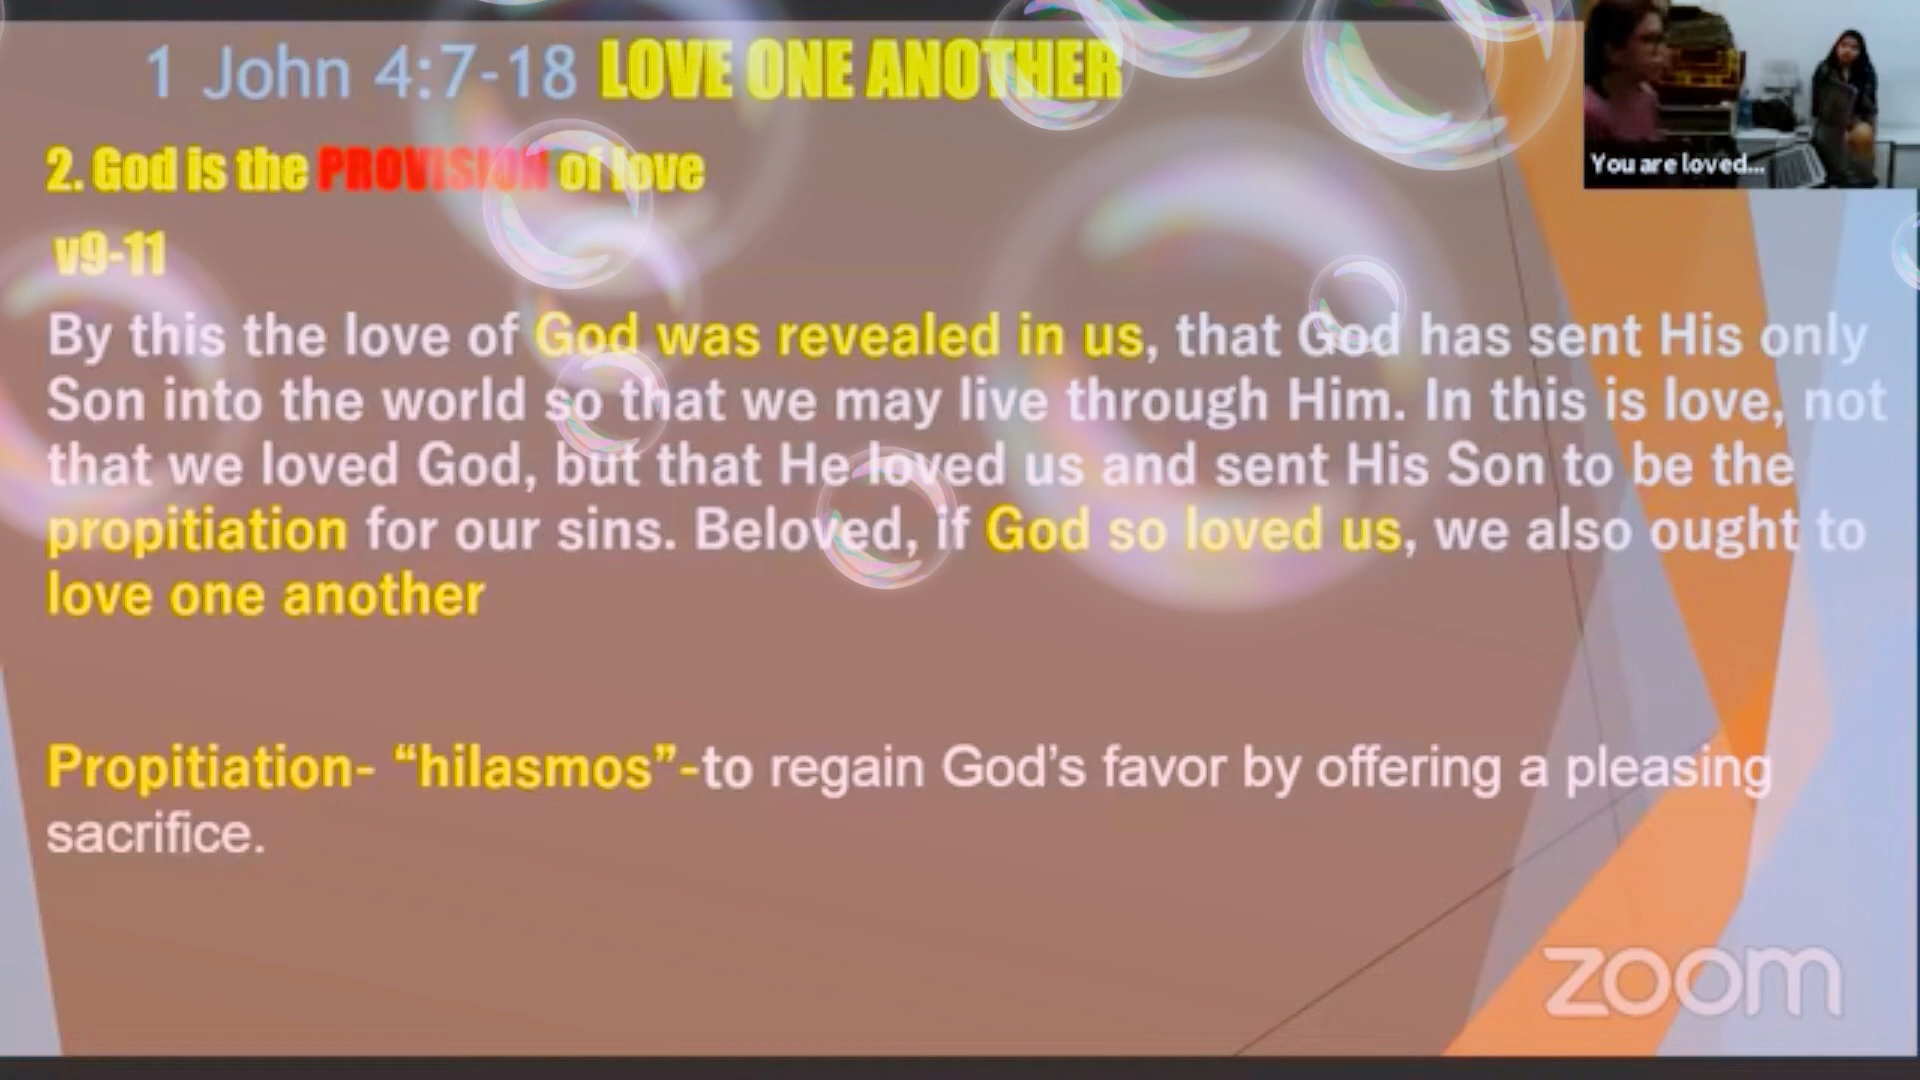 1 John 4:7-18 LOVE ONE ANOTHER
You are loved...
2. God is the PROVISION of love
v9-11
By this the love of God was revealed in us, that God has sent His only
Son into the world so that we may live through Him. In this is love, not
that we loved God, but that He loved us and sent His Son to be the
propitiation for our sins. Beloved, if God so loved us, we also ought to
love one another
Propitiation- “hilasmos”-to regain God’s favor by offering a pleasing
sacrifice.
zoom